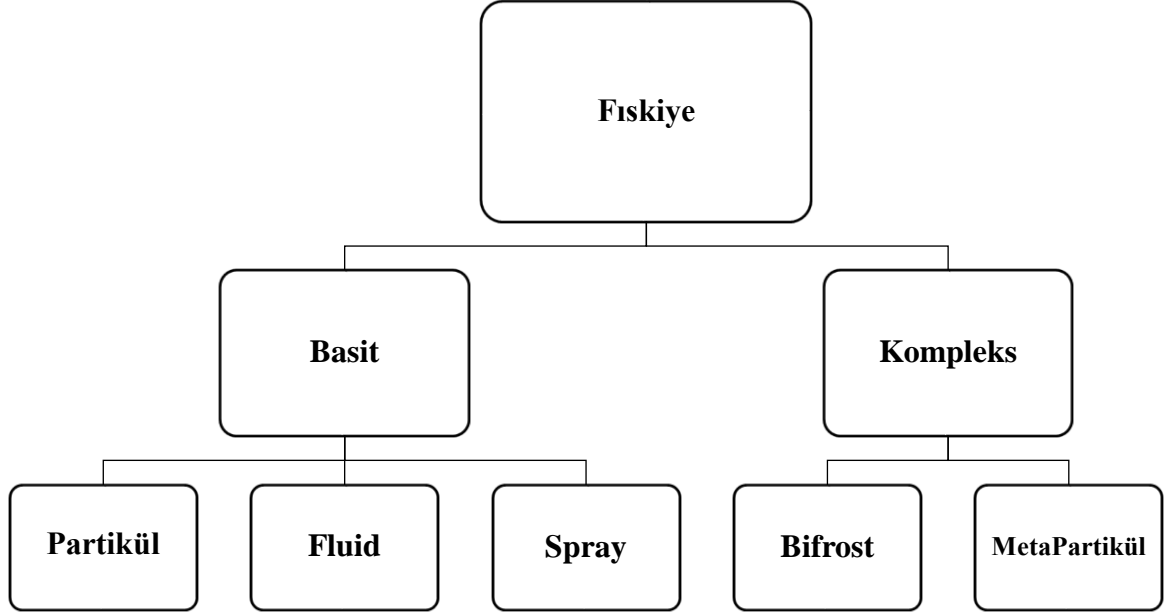 Fıskiye
Basit
Kompleks
Partikül
Fluid
Spray
Bifrost
MetaPartikül